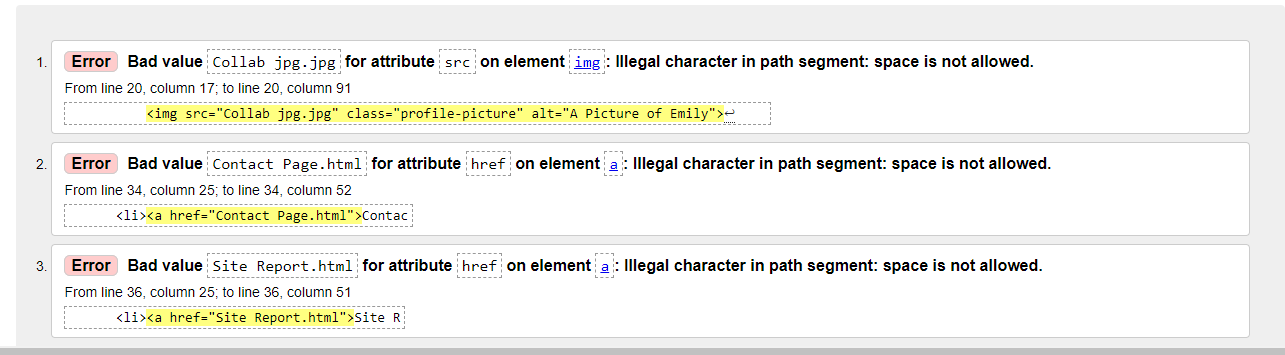 1. Error Bad value Collab jpg.jpg for attribute src on element img: Illegal character in path segment: space is not allowed.
From line 20, column 17; to line 20, column 91
<img src="Collab jpg.jpg" class="profile-picture" alt="A Picture of Emily">↩
2. Error Bad value Contact Page.html for attribute href on element a: Illegal character in path segment: space is not allowed.
From line 34, column 25; to line 34, column 52
<li><a href="Contact Page.html">Contac
3. Error Bad value Site Report.html for attribute href on element a: Illegal character in path segment: space is not allowed.
From line 36, column 25; to line 36, column 51
<li><a href="Site Report.html">Site R